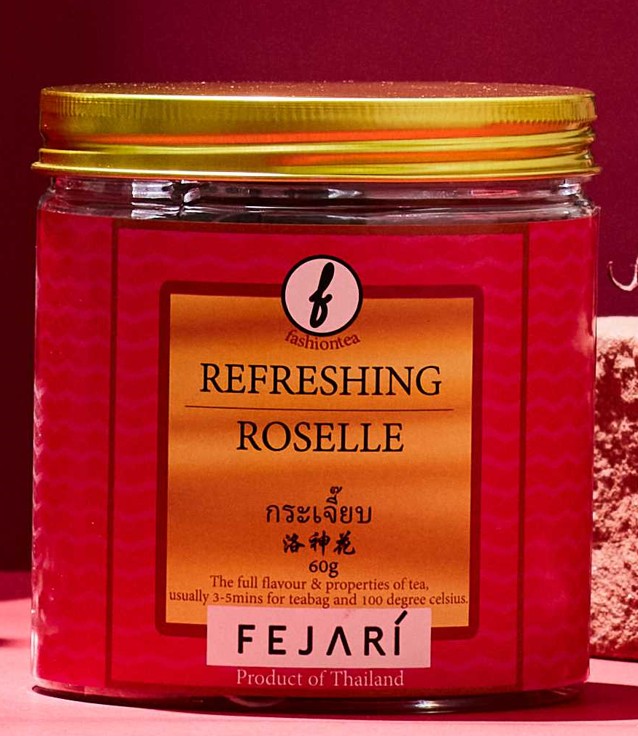 f
fashiontea
REFRESHING
ROSELLE
กระเจี๊ยบ
洛神花
60g
The full flavour & properties of tea,
usually 3-5mins for teabag and 100 degree celsius.
FEJARÍ
Product of Thailand